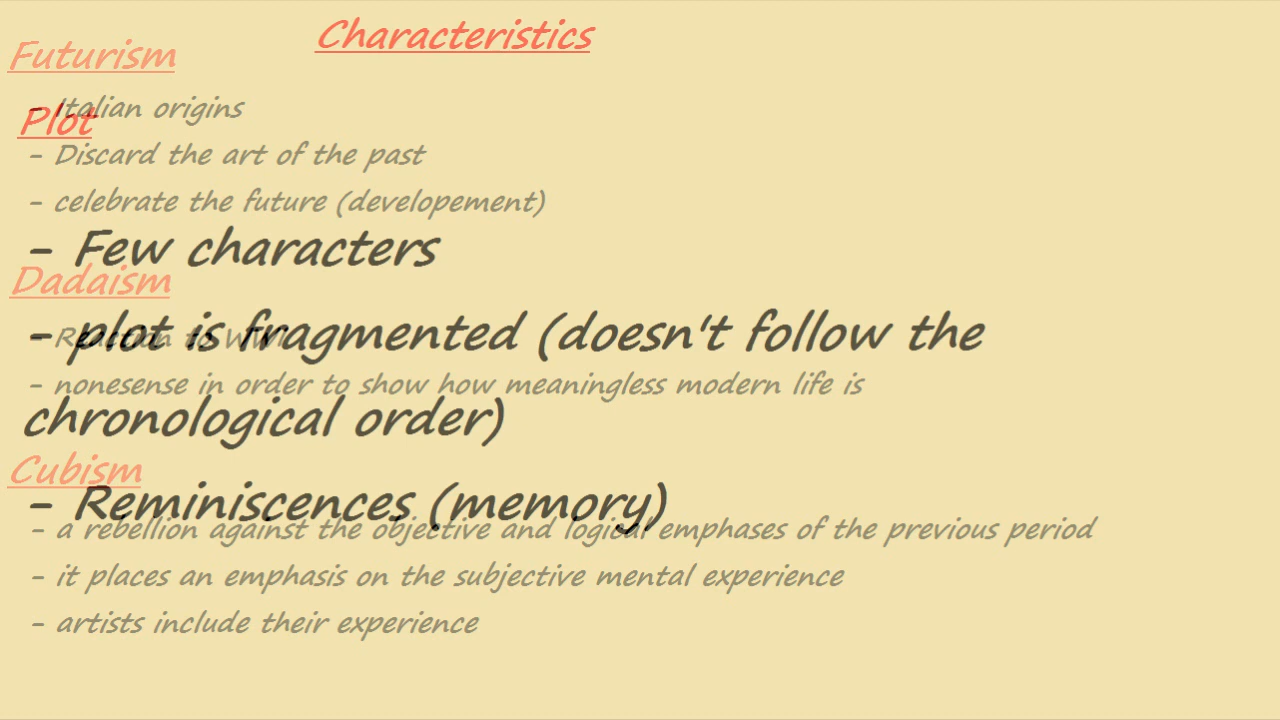 Characteristics
Futurism
- Italian origins
Plot
- Discard the art of the past
- celebrate the future (developement)
- Few characters
Dadaism
- plot is fragmented (doesn't follow the
- Reaction to
- nonesense in order to show how meaningless modern life is
chronological order)
Cubism
- Reminiscences (memory)
- a rebellion against the objective and logical emphases of the previous period
- it places an emphasis on the subjective mental experience
- artists include their experience